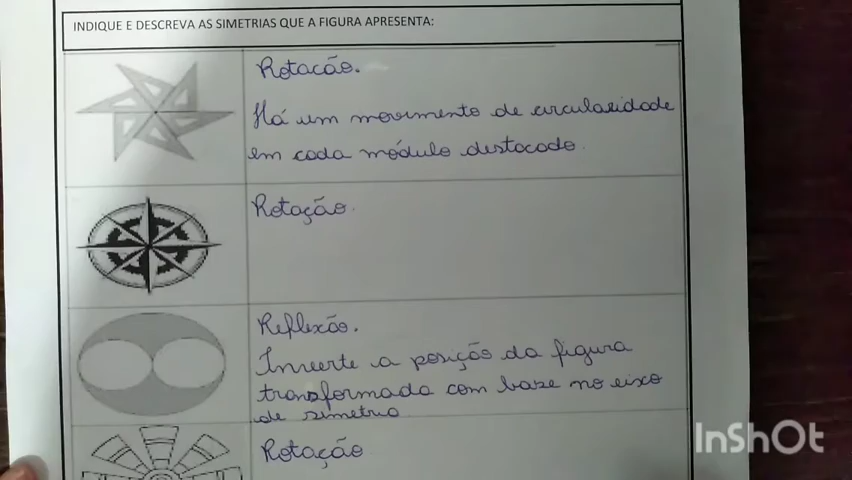 INDIQUE E DESCREVA AS SIMETRIAS QUE A FIGURA APRESENTA:
Rotacão.
Há um movimento de circularidade
em cada módulo destacado.
Rotação.
Reflexão.
Inverte a posição da figura
transformada com base no eixo
de simetria.
Rotação
InShOt